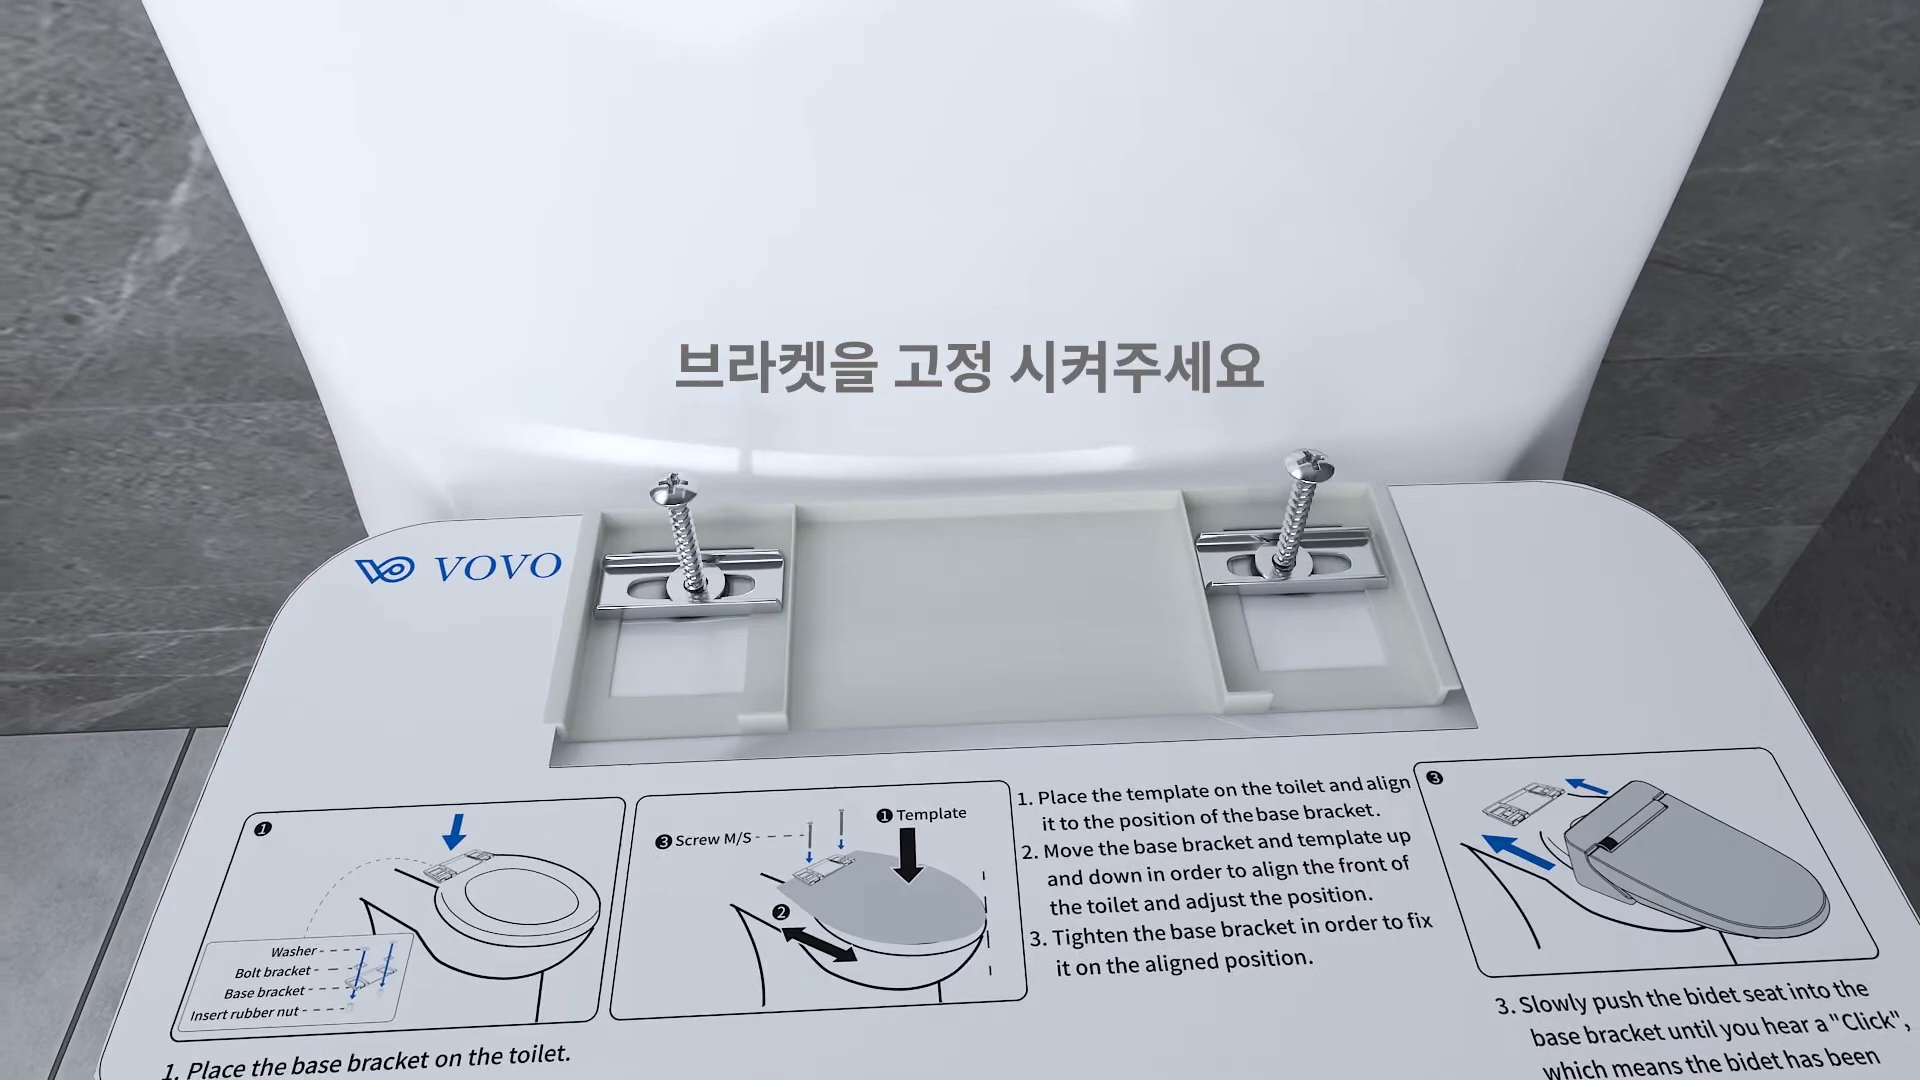 브라켓을 고정 시켜주세요
VOVO
1
Washer
Bolt bracket
Base bracket
Insert rubber nut
1. Place the base bracket on the toilet.
3 Screw M/S
1 Template
2
1. Place the template on the toilet and align
it to the position of the base bracket.
2. Move the base bracket and template up
and down in order to align the front of
the toilet and adjust the position.
3. Tighten the base bracket in order to fix
it on the aligned position.
3
3. Slowly push the bidet seat into the
base bracket until you hear a "Click",
which means the bidet has been